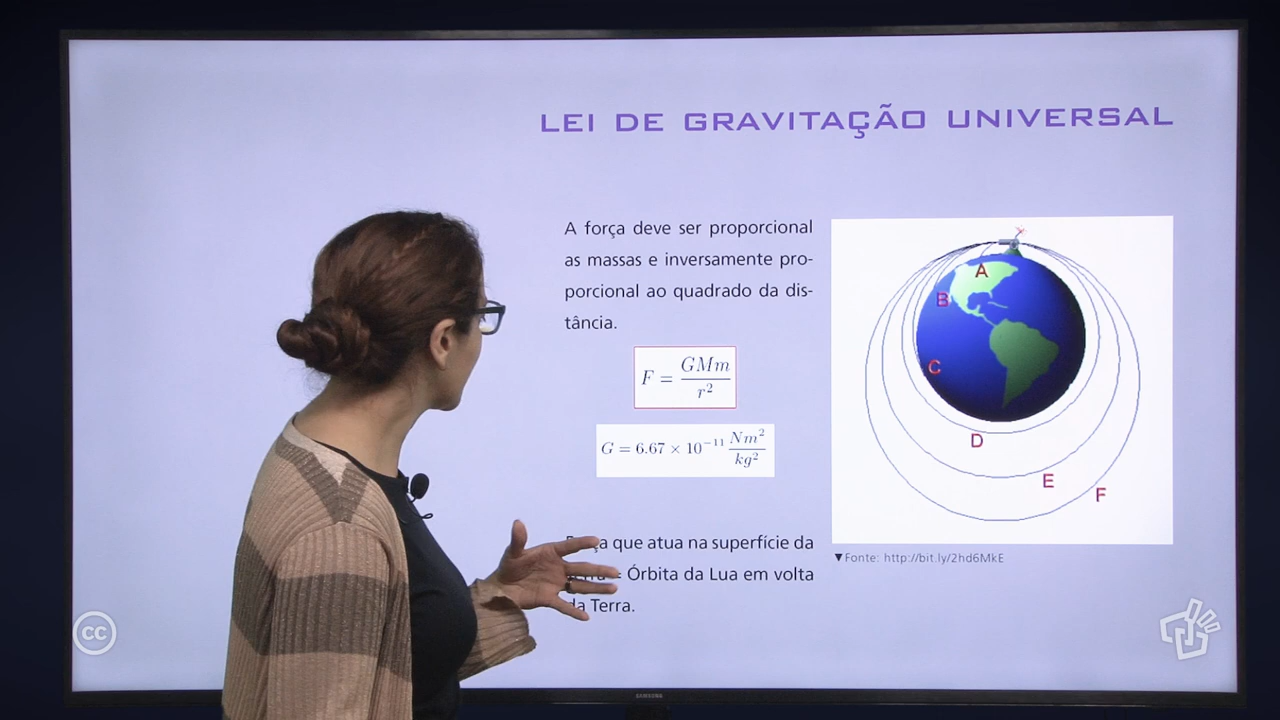 LEI DE GRAVITAÇÃO UNIVERSAL
A força deve ser proporcional
as massas e inversamente pro-
porcional ao quadrado da dis-
tância.
F = GMm / r²
G = 6.67 × 10⁻¹¹ Nm² / kg²
que atua na superfície da
= Órbita da Lua em volta
da Terra.
A
B
C
D
E
F
▼Fonte: http://bit.ly/2hd6MkE
cc
SAMSUNG